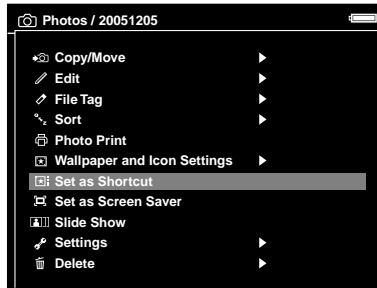 Photos / 20051205
Copy/Move
Edit
File Tag
Sort
Photo Print
Wallpaper and Icon Settings
Set as Shortcut
Set as Screen Saver
Slide Show
Settings
Delete